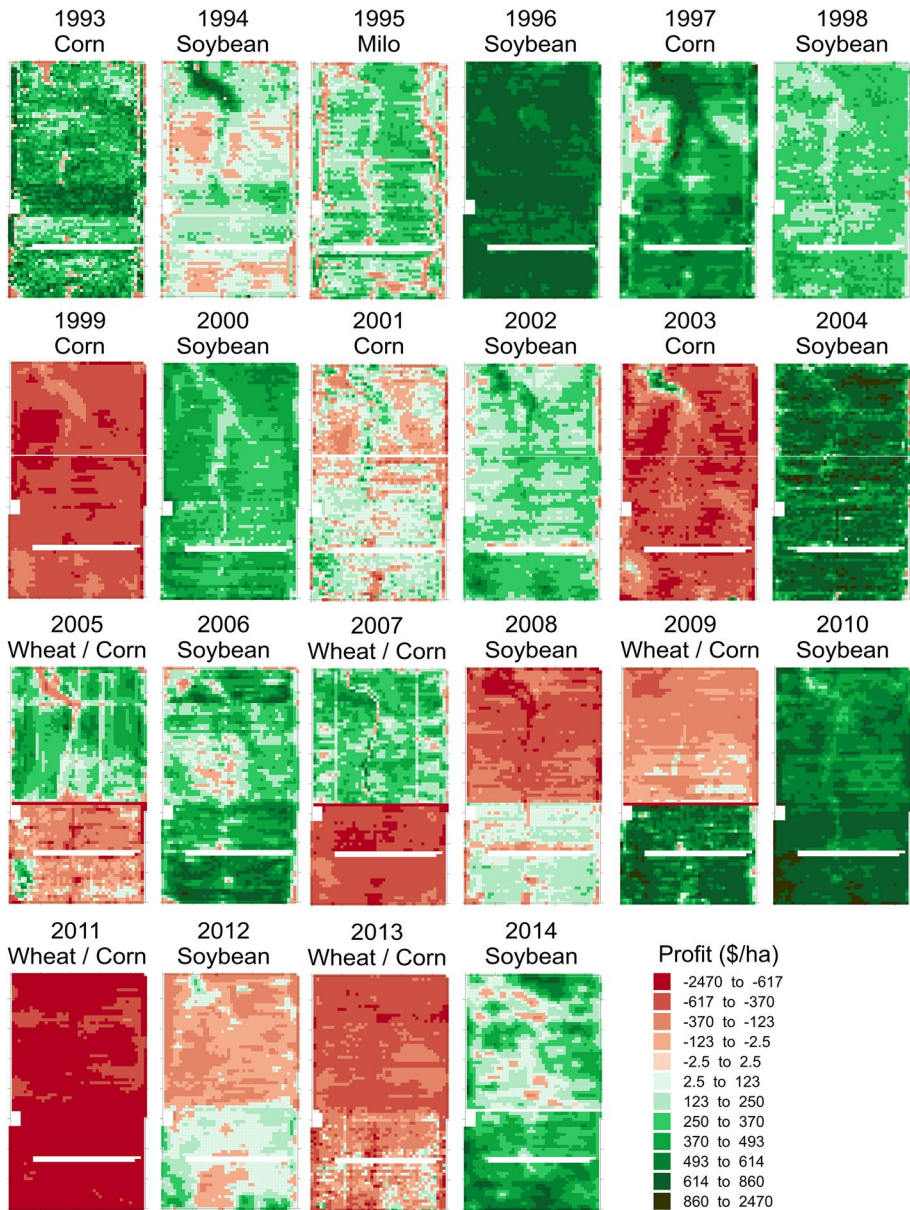 1993 1994 1995 1996 1997 1998
Corn Soybean Milo Soybean Corn Soybean
1999 2000 2001 2002 2003 2004
Corn Soybean Corn Soybean Corn Soybean
2005 2006 2007 2008 2009 2010
Wheat / Corn Soybean Wheat / Corn Soybean Wheat / Corn Soybean
2011 2012 2013 2014
Wheat / Corn Soybean Wheat / Corn Soybean
Profit ($/ha)
-2470 to -617
-617 to -370
-370 to -123
-123 to -2.5
-2.5 to 2.5
2.5 to 123
123 to 250
250 to 370
370 to 493
493 to 614
614 to 860
860 to 2470